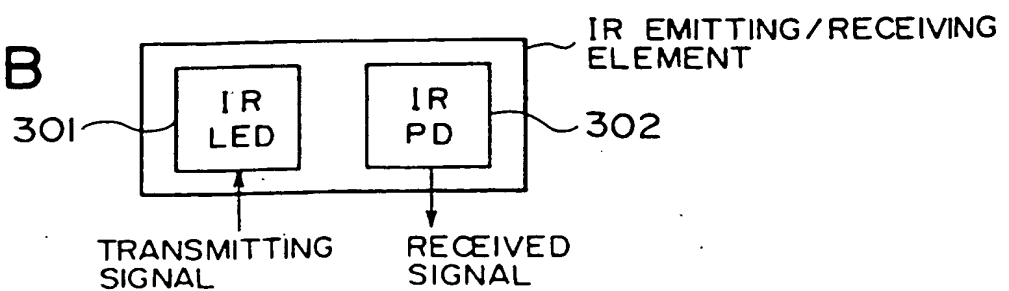 B
IR EMITTING/RECEIVING
ELEMENT
301
IR
LED
IR
PD
302
TRANSMITTING
SIGNAL
RECEIVED
SIGNAL